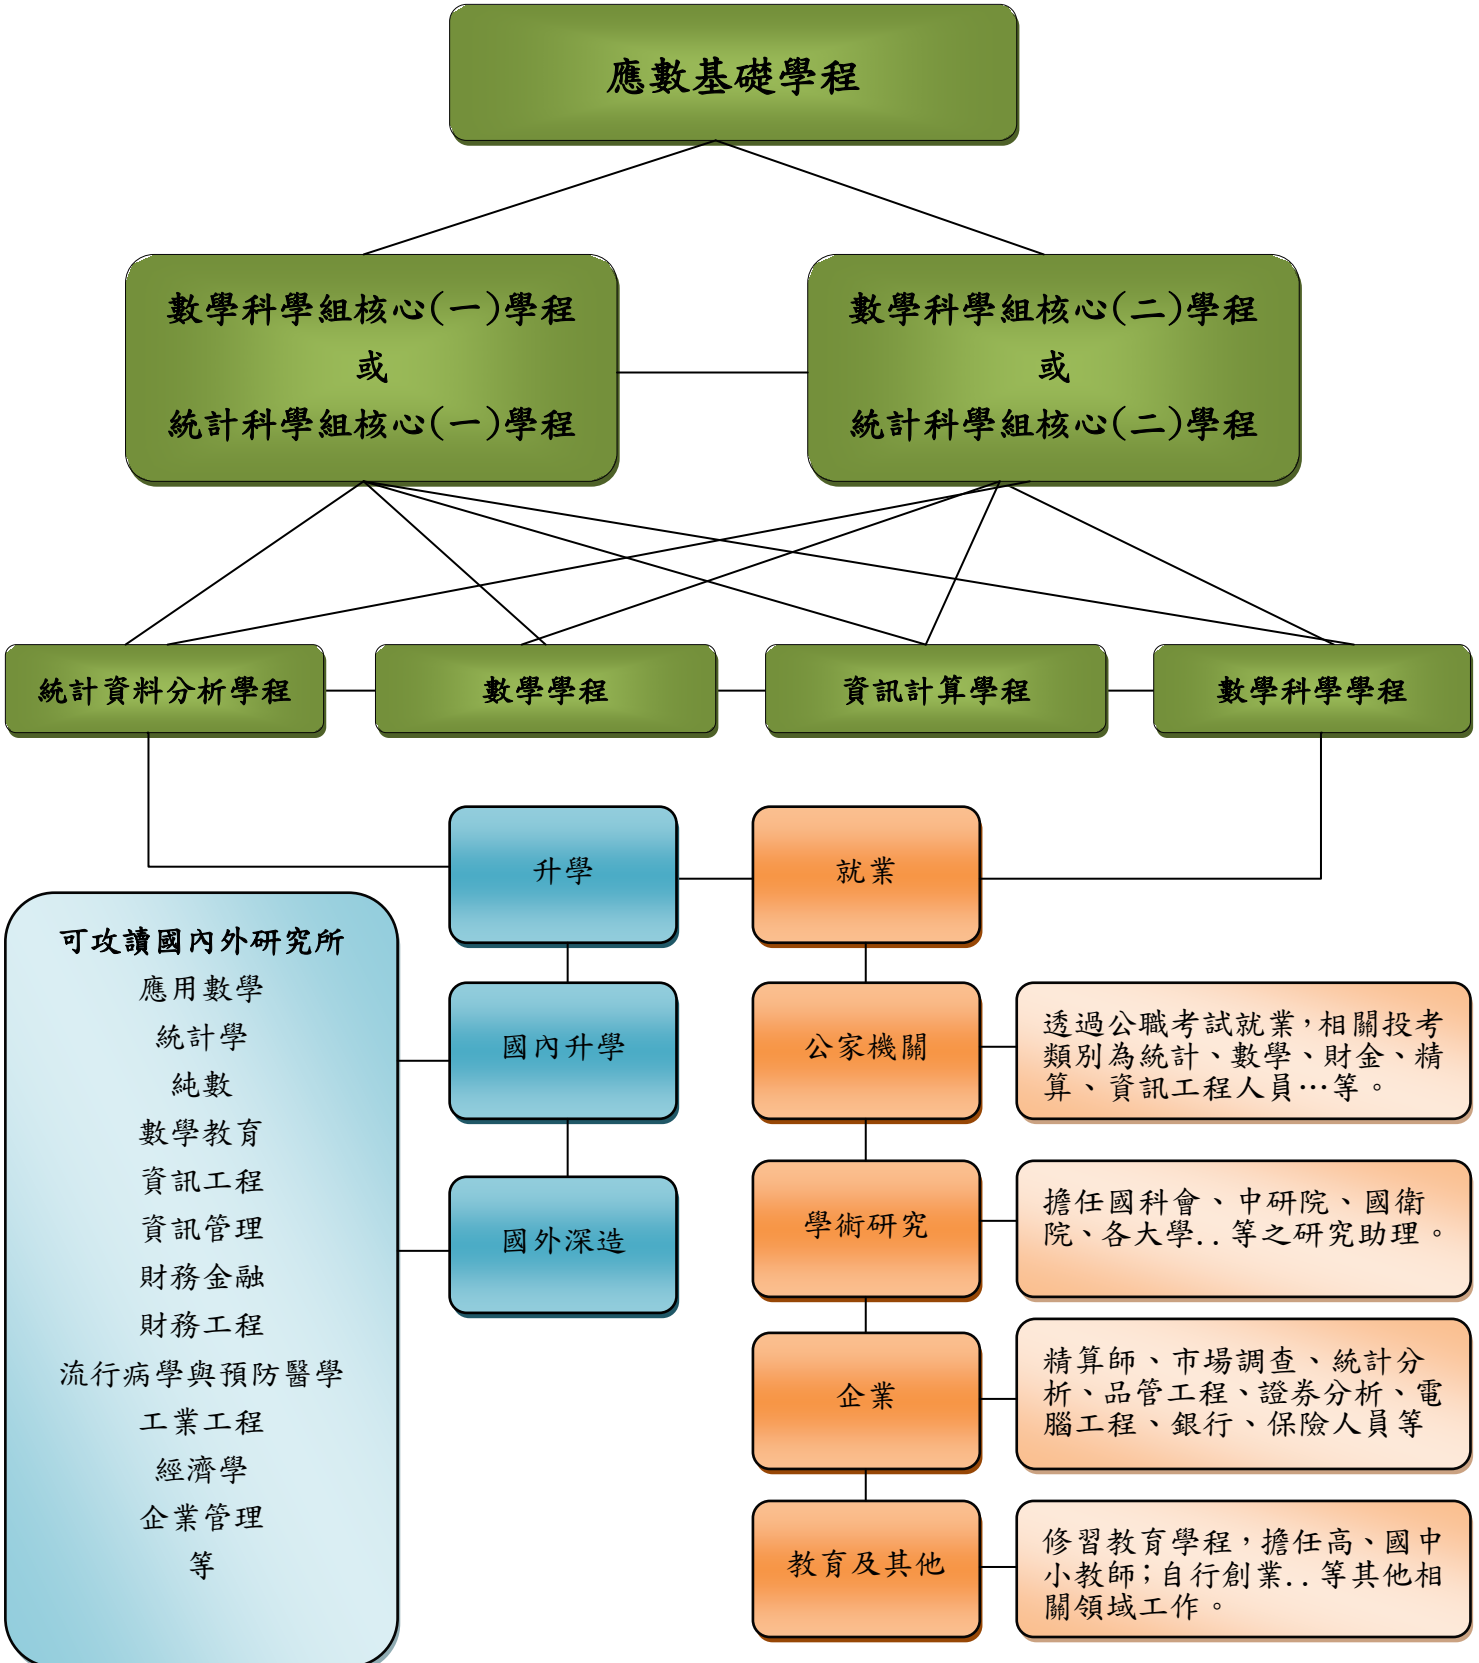 應數基礎學程
數學科學組核心(一)學程
或
統計科學組核心(一)學程
數學科學組核心(二)學程
或
統計科學組核心(二)學程
統計資料分析學程
數學學程
資訊計算學程
數學科學學程
升學
就業
可攻讀國內外研究所
應用數學
統計學
純數
數學教育
資訊工程
資訊管理
財務金融
財務工程
流行病學與預防醫學
工業工程
經濟學
企業管理
等
國內升學
國外深造
公家機關
透過公職考試就業，相關投考
類別為統計、數學、財金、精
算、資訊工程人員…等。
學術研究
擔任國科會、中研院、國衛
院、各大學..等之研究助理。
企業
精算師、市場調查、統計分
析、品管工程、證券分析、電
腦工程、銀行、保險人員等
教育及其他
修習教育學程，擔任高、國中
小教師；自行創業..等其他相
關領域工作。